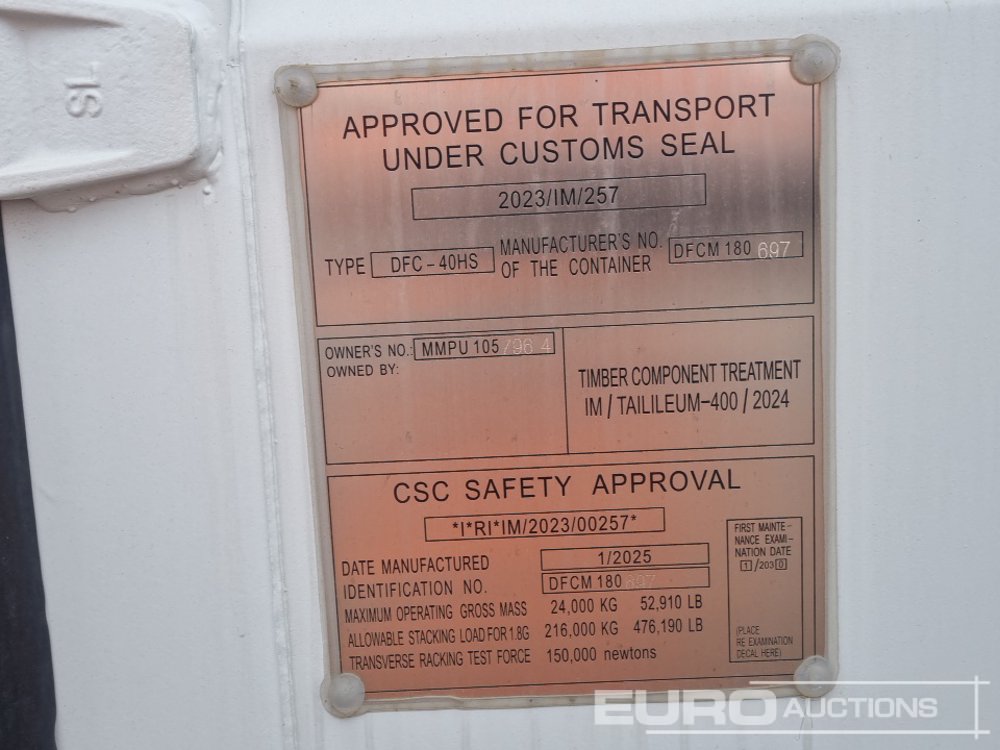 SL
APPROVED FOR TRANSPORT
UNDER CUSTOMS SEAL
2023/IM/257
TYPE DFC-40HS
MANUFACTURER'S NO.
OF THE CONTAINER
DFCM 180 697
OWNER'S NO.: MMPU 105 796 4
OWNED BY:
TIMBER COMPONENT TREATMENT
IM / TAILILEUM-400 / 2024
CSC SAFETY APPROVAL
*I*RI*IM/2023/00257*
DATE MANUFACTURED 1/2025
IDENTIFICATION NO. DFCM 180 697
MAXIMUM OPERATING GROSS MASS 24,000 KG 52,910 LB
ALLOWABLE STACKING LOAD FOR 1.8G 216,000 KG 476,190 LB
TRANSVERSE RACKING TEST FORCE 150,000 newtons
FIRST MAINTE-
NANCE EXAMI-
NATION DATE
1/2030
(PLACE
RE EXAMINATION
DECAL HERE)
EURO AUCTIONS